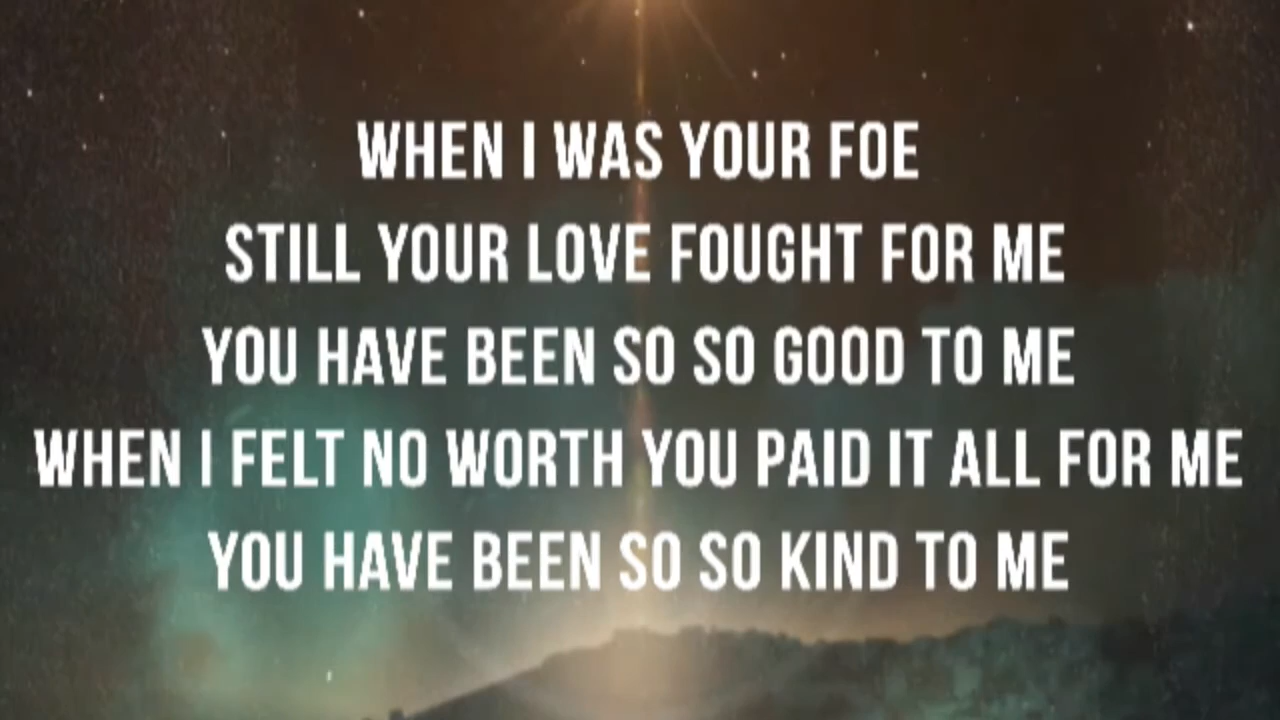 WHEN I WAS YOUR FOE
STILL YOUR LOVE FOUGHT FOR ME
YOU HAVE BEEN SO SO GOOD TO ME
WHEN I FELT NO WORTH YOU PAID IT ALL FOR ME
YOU HAVE BEEN SO SO KIND TO ME